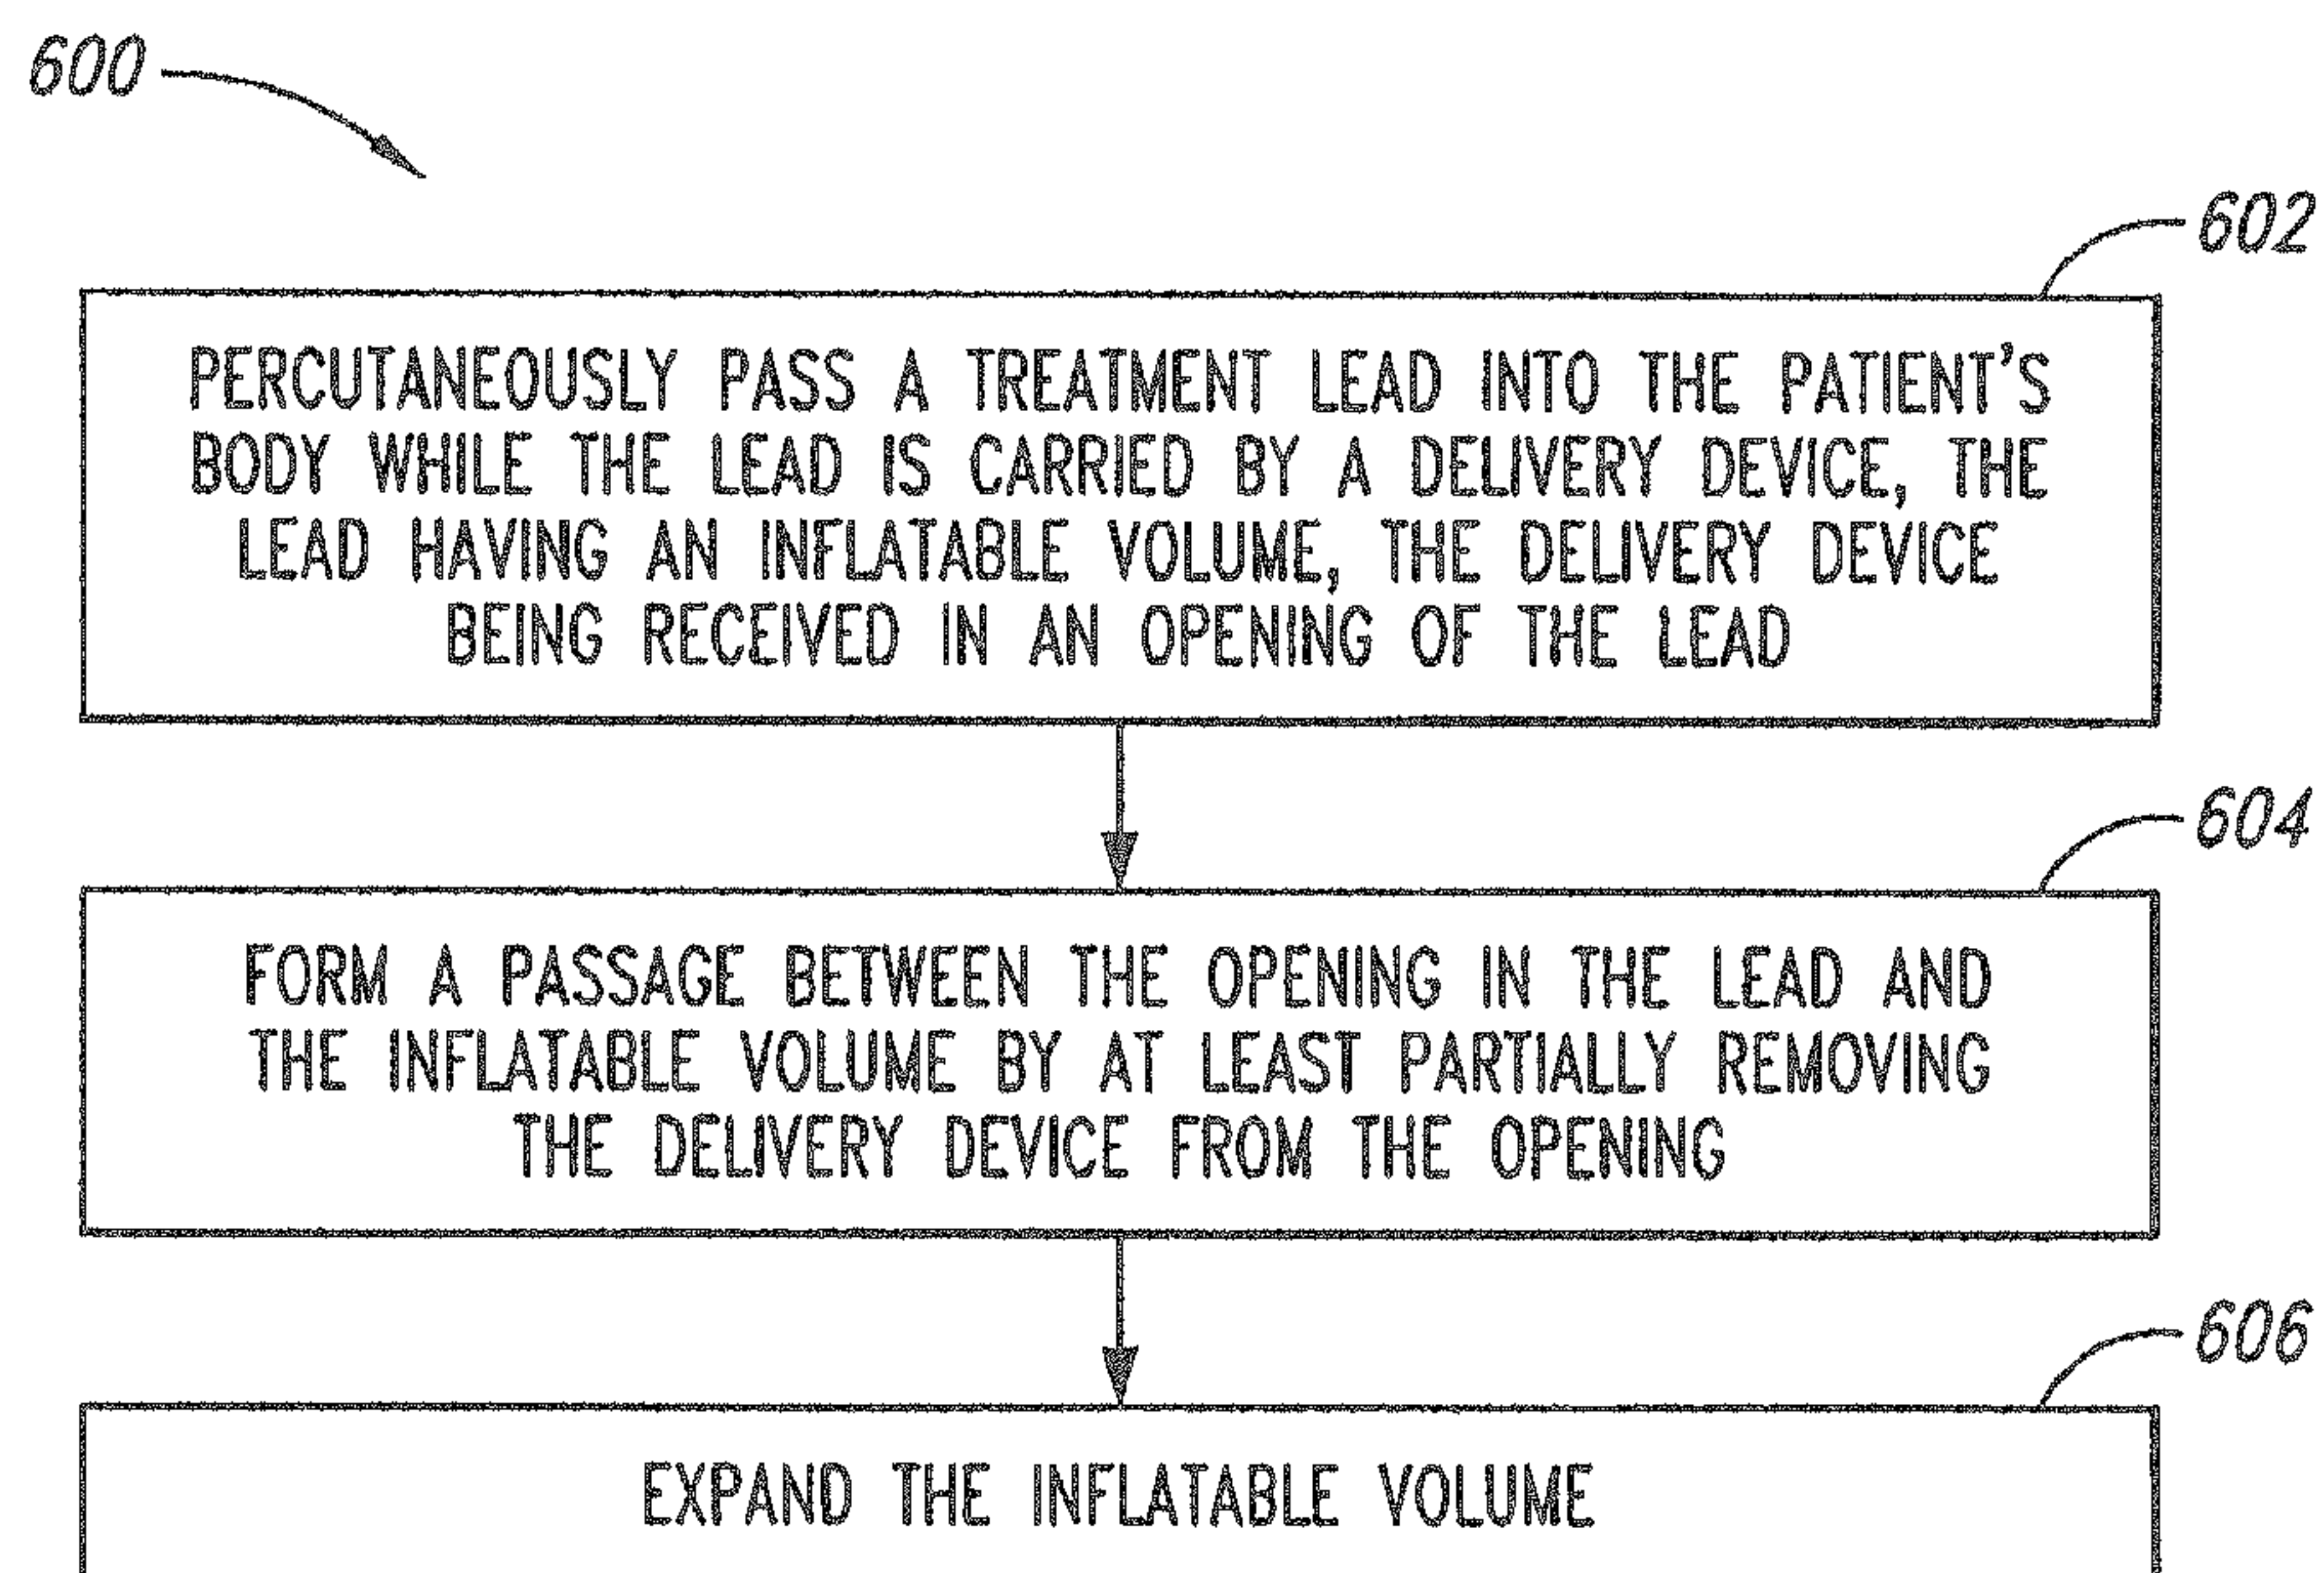 600
602
PERCUTANEOUSLY PASS A TREATMENT LEAD INTO THE PATIENT'S
BODY WHILE THE LEAD IS CARRIED BY A DELIVERY DEVICE, THE
LEAD HAVING AN INFLATABLE VOLUME, THE DELIVERY DEVICE
BEING RECEIVED IN AN OPENING OF THE LEAD
604
FORM A PASSAGE BETWEEN THE OPENING IN THE LEAD AND
THE INFLATABLE VOLUME BY AT LEAST PARTIALLY REMOVING
THE DELIVERY DEVICE FROM THE OPENING
606
EXPAND THE INFLATABLE VOLUME